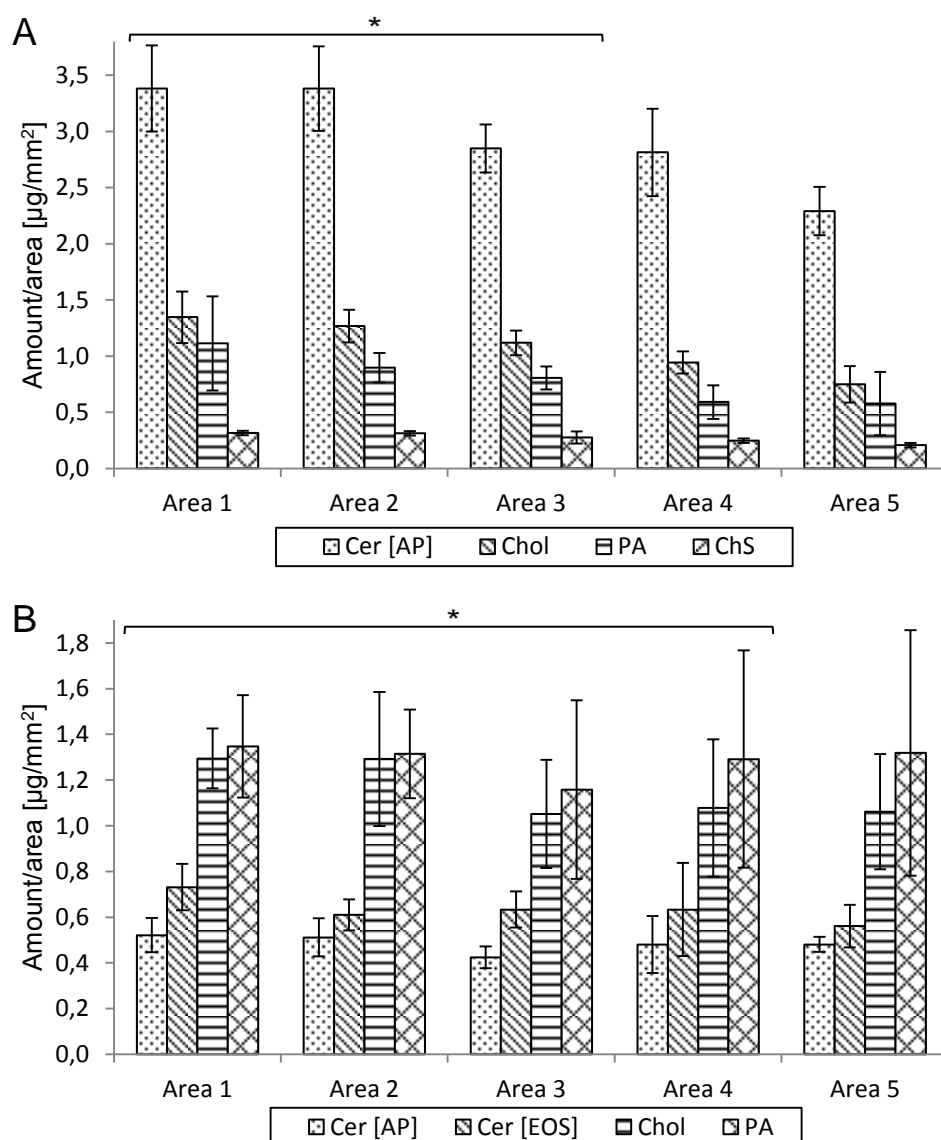 A
*
Amount/area [µg/mm²]
3,5
3,0
2,5
2,0
1,5
1,0
0,5
0,0
Area 1 Area 2 Area 3 Area 4 Area 5
Cer [AP] Chol PA ChS
B
*
Amount/area [µg/mm²]
1,8
1,6
1,4
1,2
1,0
0,8
0,6
0,4
0,2
0,0
Area 1 Area 2 Area 3 Area 4 Area 5
Cer [AP] Cer [EOS] Chol PA